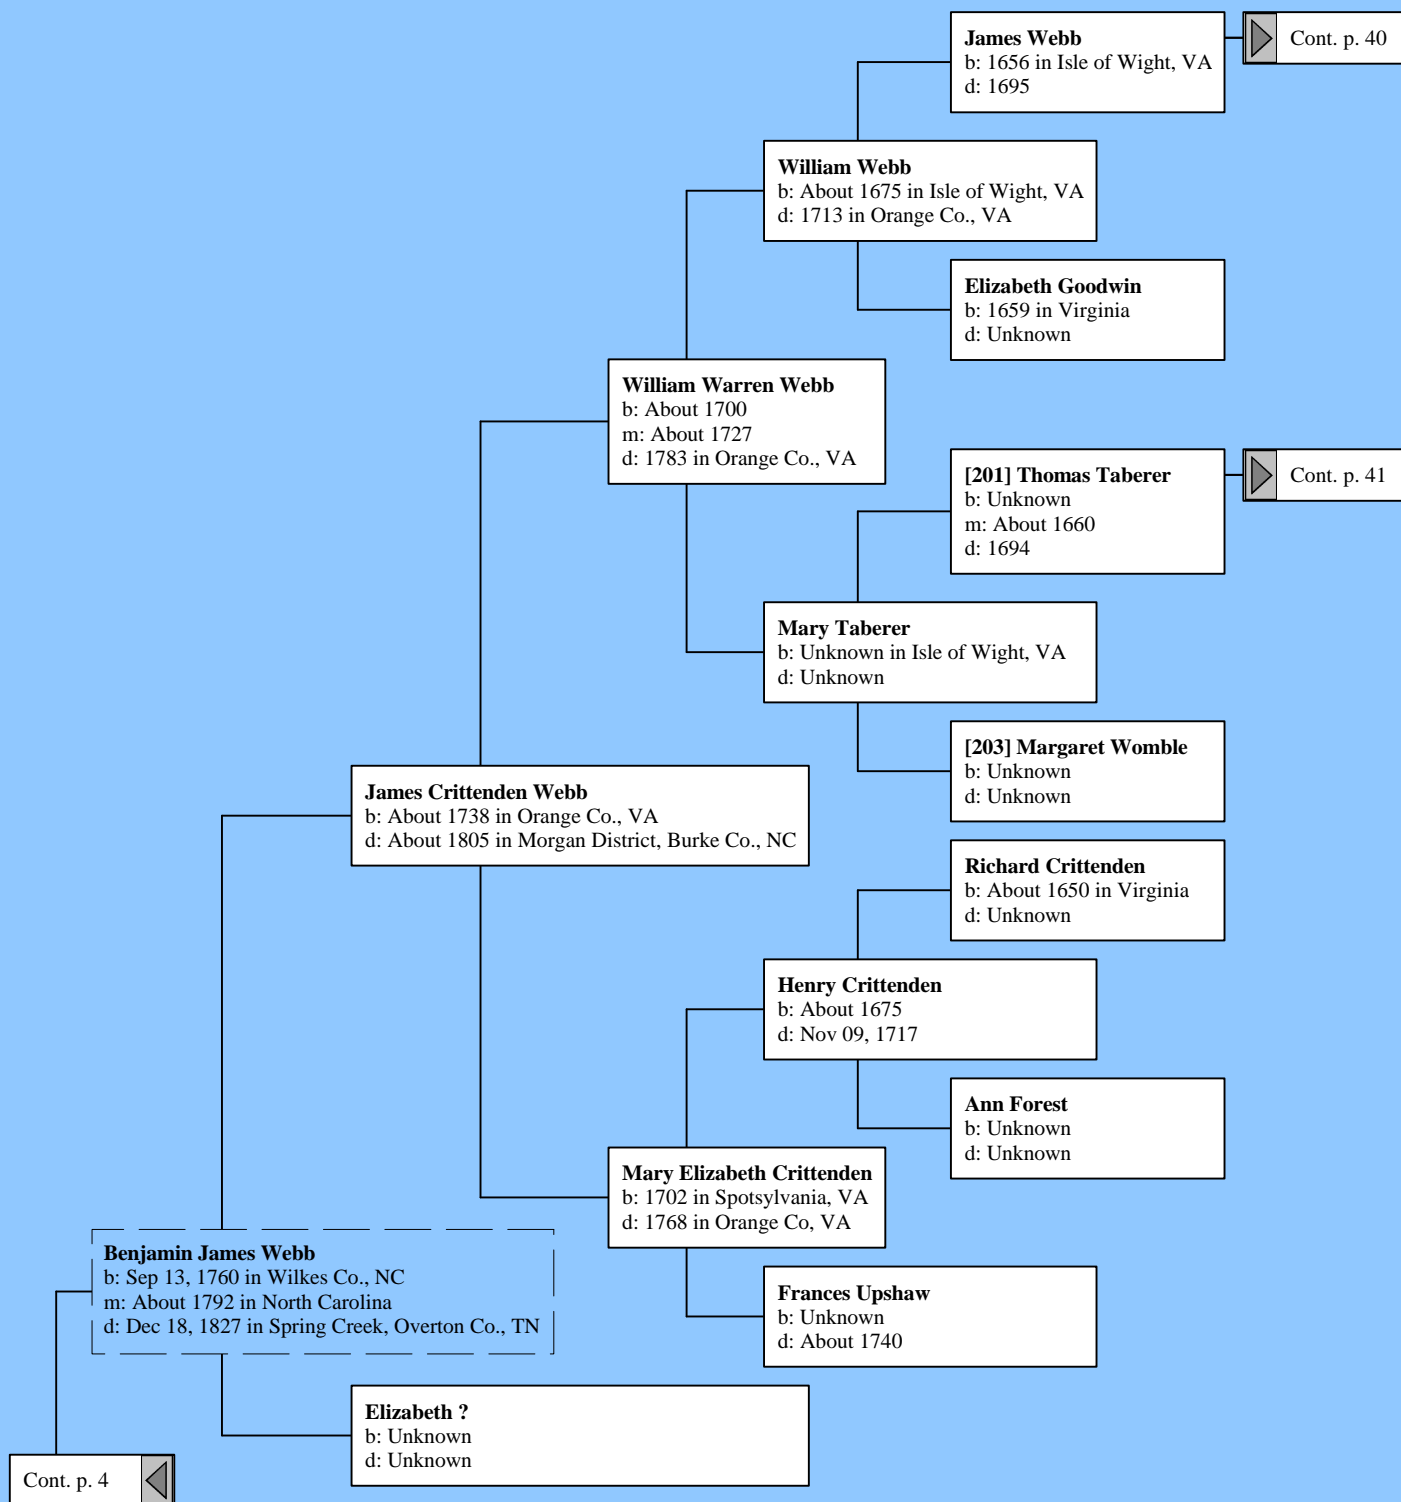 James Webb
b: 1656 in Isle of Wight, VA
d: 1695
Cont. p. 40
William Webb
b: About 1675 in Isle of Wight, VA
d: 1713 in Orange Co., VA
Elizabeth Goodwin
b: 1659 in Virginia
d: Unknown
William Warren Webb
b: About 1700
m: About 1727
d: 1783 in Orange Co., VA
[201] Thomas Taberer
b: Unknown
m: About 1660
d: 1694
Cont. p. 41
Mary Taberer
b: Unknown in Isle of Wight, VA
d: Unknown
[203] Margaret Womble
b: Unknown
d: Unknown
James Crittenden Webb
b: About 1738 in Orange Co., VA
d: About 1805 in Morgan District, Burke Co., NC
Richard Crittenden
b: About 1650 in Virginia
d: Unknown
Henry Crittenden
b: About 1675
d: Nov 09, 1717
Ann Forest
b: Unknown
d: Unknown
Mary Elizabeth Crittenden
b: 1702 in Spotsylvania, VA
d: 1768 in Orange Co, VA
Benjamin James Webb
b: Sep 13, 1760 in Wilkes Co., NC
m: About 1792 in North Carolina
d: Dec 18, 1827 in Spring Creek, Overton Co., TN
Frances Upshaw
b: Unknown
d: About 1740
Elizabeth ?
b: Unknown
d: Unknown
Cont. p. 4